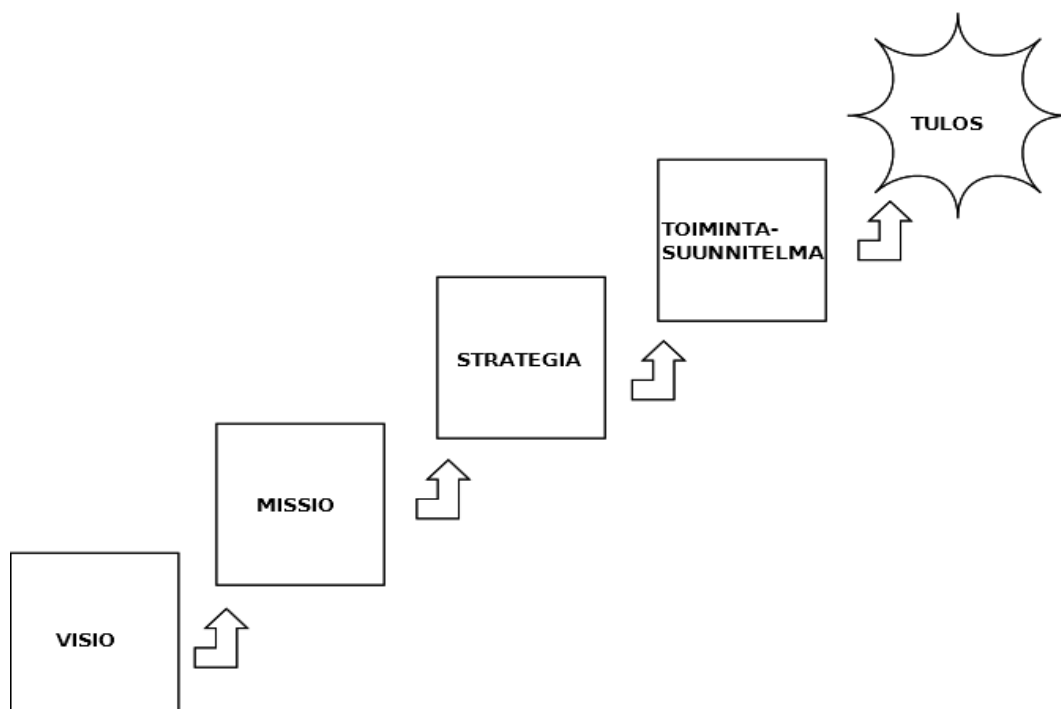 TULOS
TOIMINTA-
SUUNNITELMA
STRATEGIA
MISSIO
VISIO